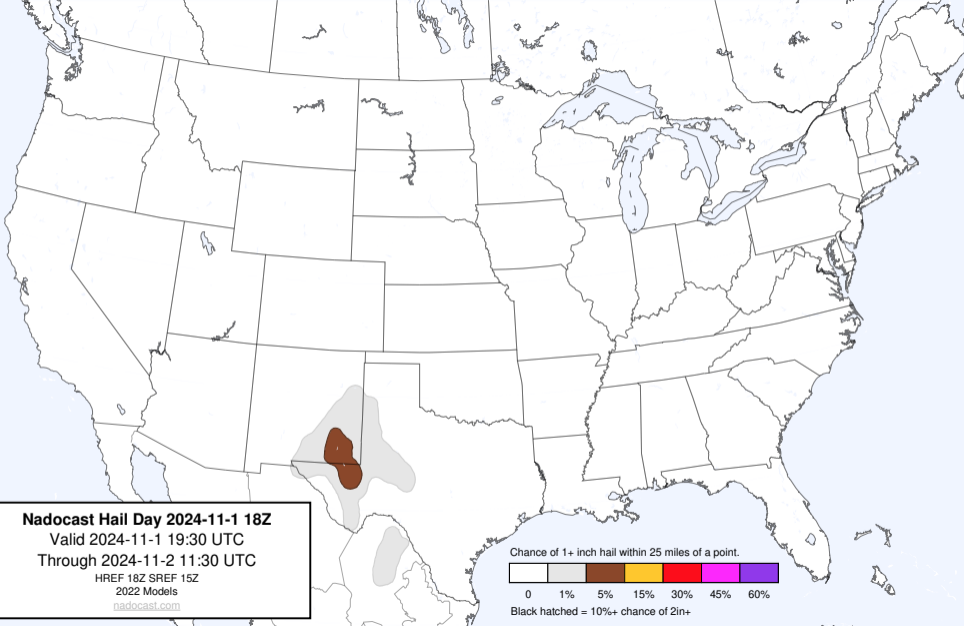 Nadocast Hail Day 2024-11-1 18Z
Valid 2024-11-1 19:30 UTC
Through 2024-11-2 11:30 UTC
HREF 18Z SREF 15Z
2022 Models
nadocast.com
Chance of 1+ inch hail within 25 miles of a point.
0 1% 5% 15% 30% 45% 60%
Black hatched = 10%+ chance of 2in+